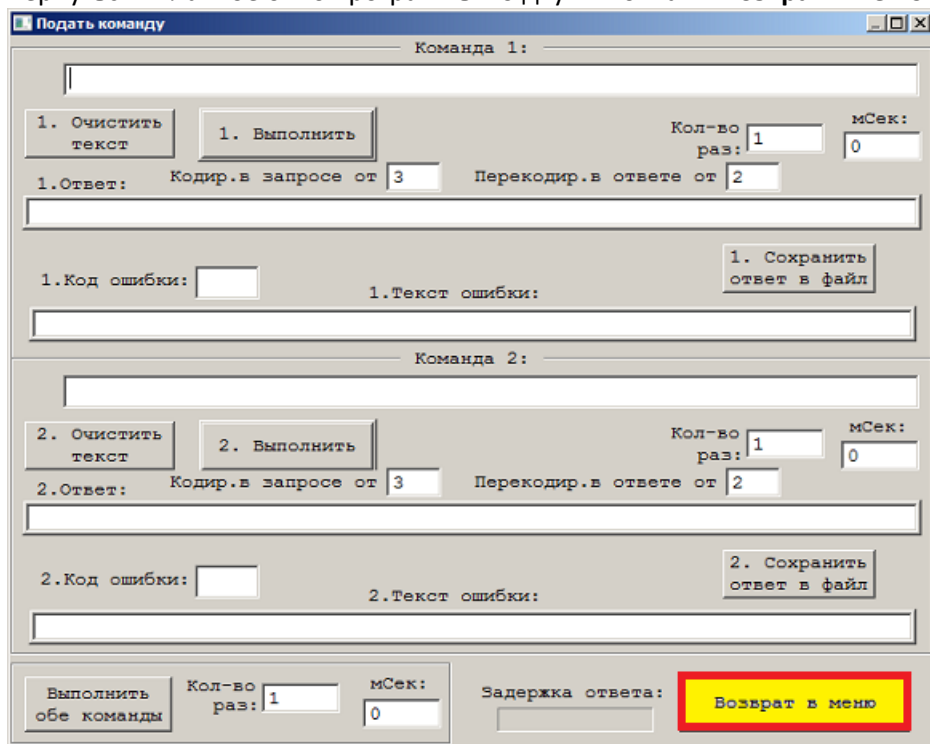 Подать команду
Команда 1:
1. Очистить текст
1. Выполнить
Кол-во раз: 1
мСек: 0
1.Ответ:
Кодир.в запросе от 3
Перекодир.в ответе от 2
1.Код ошибки:
1.Текст ошибки:
1. Сохранить ответ в файл
Команда 2:
2. Очистить текст
2. Выполнить
Кол-во раз: 1
мСек: 0
2.Ответ:
Кодир.в запросе от 3
Перекодир.в ответе от 2
2.Код ошибки:
2.Текст ошибки:
2. Сохранить ответ в файл
Выполнить обе команды
Кол-во раз: 1
мСек: 0
Задержка ответа:
Возврат в меню